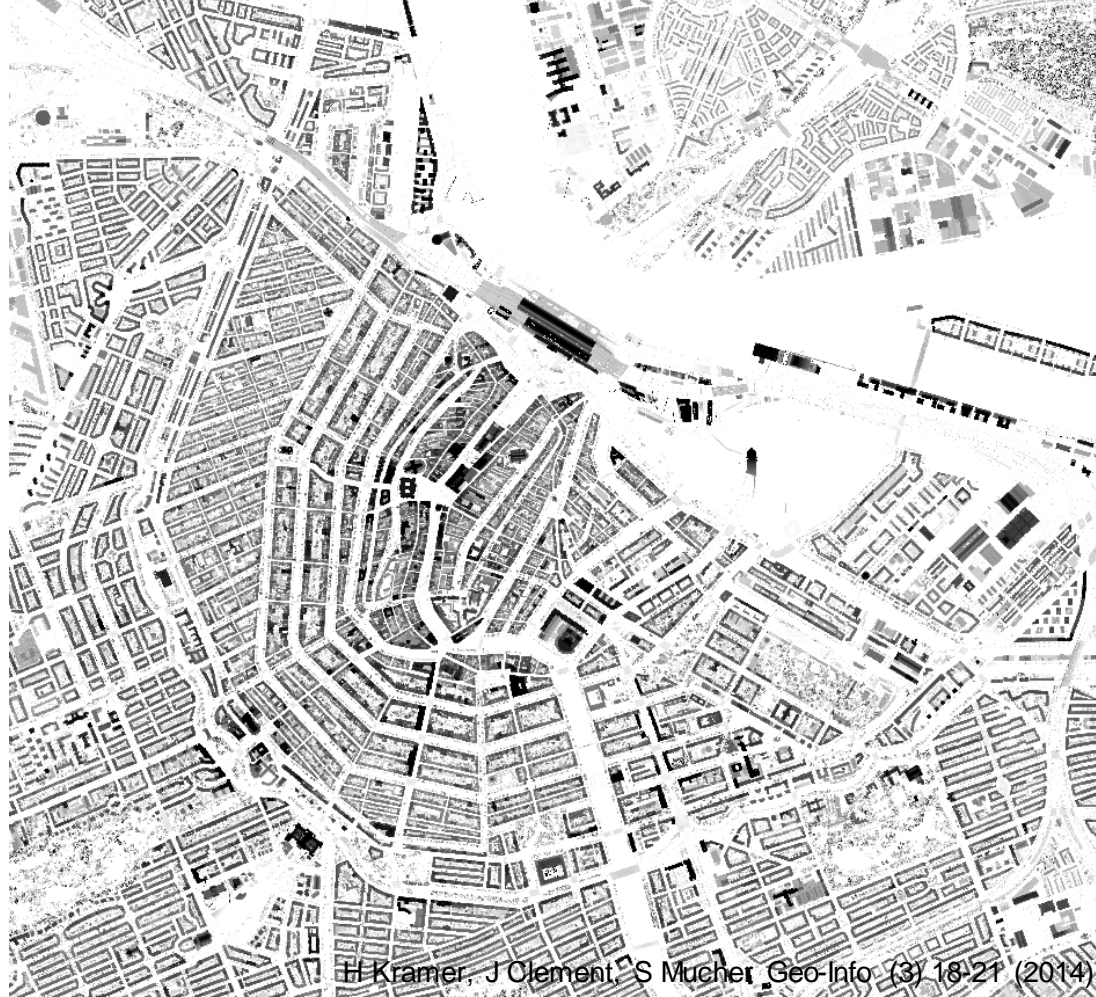 H Kramer, J Clement, S Mucher, Geo-Info (3) 18-21 (2014)